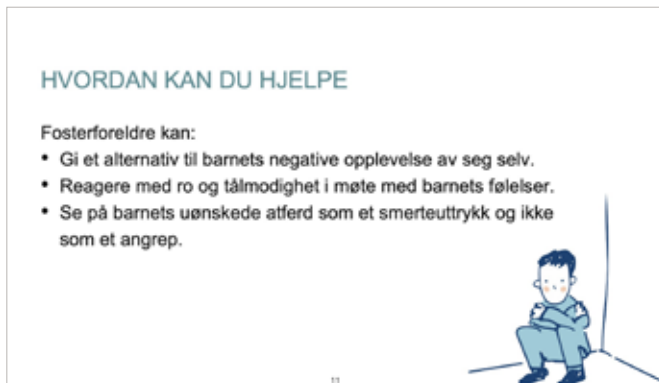 HVORDAN KAN DU HJELPE
Fosterforeldre kan:
• Gi et alternativ til barnets negative opplevelse av seg selv.
• Reagere med ro og tålmodighet i møte med barnets følelser.
• Se på barnets uønskede atferd som et smerteuttrykk og ikke
som et angrep.
11